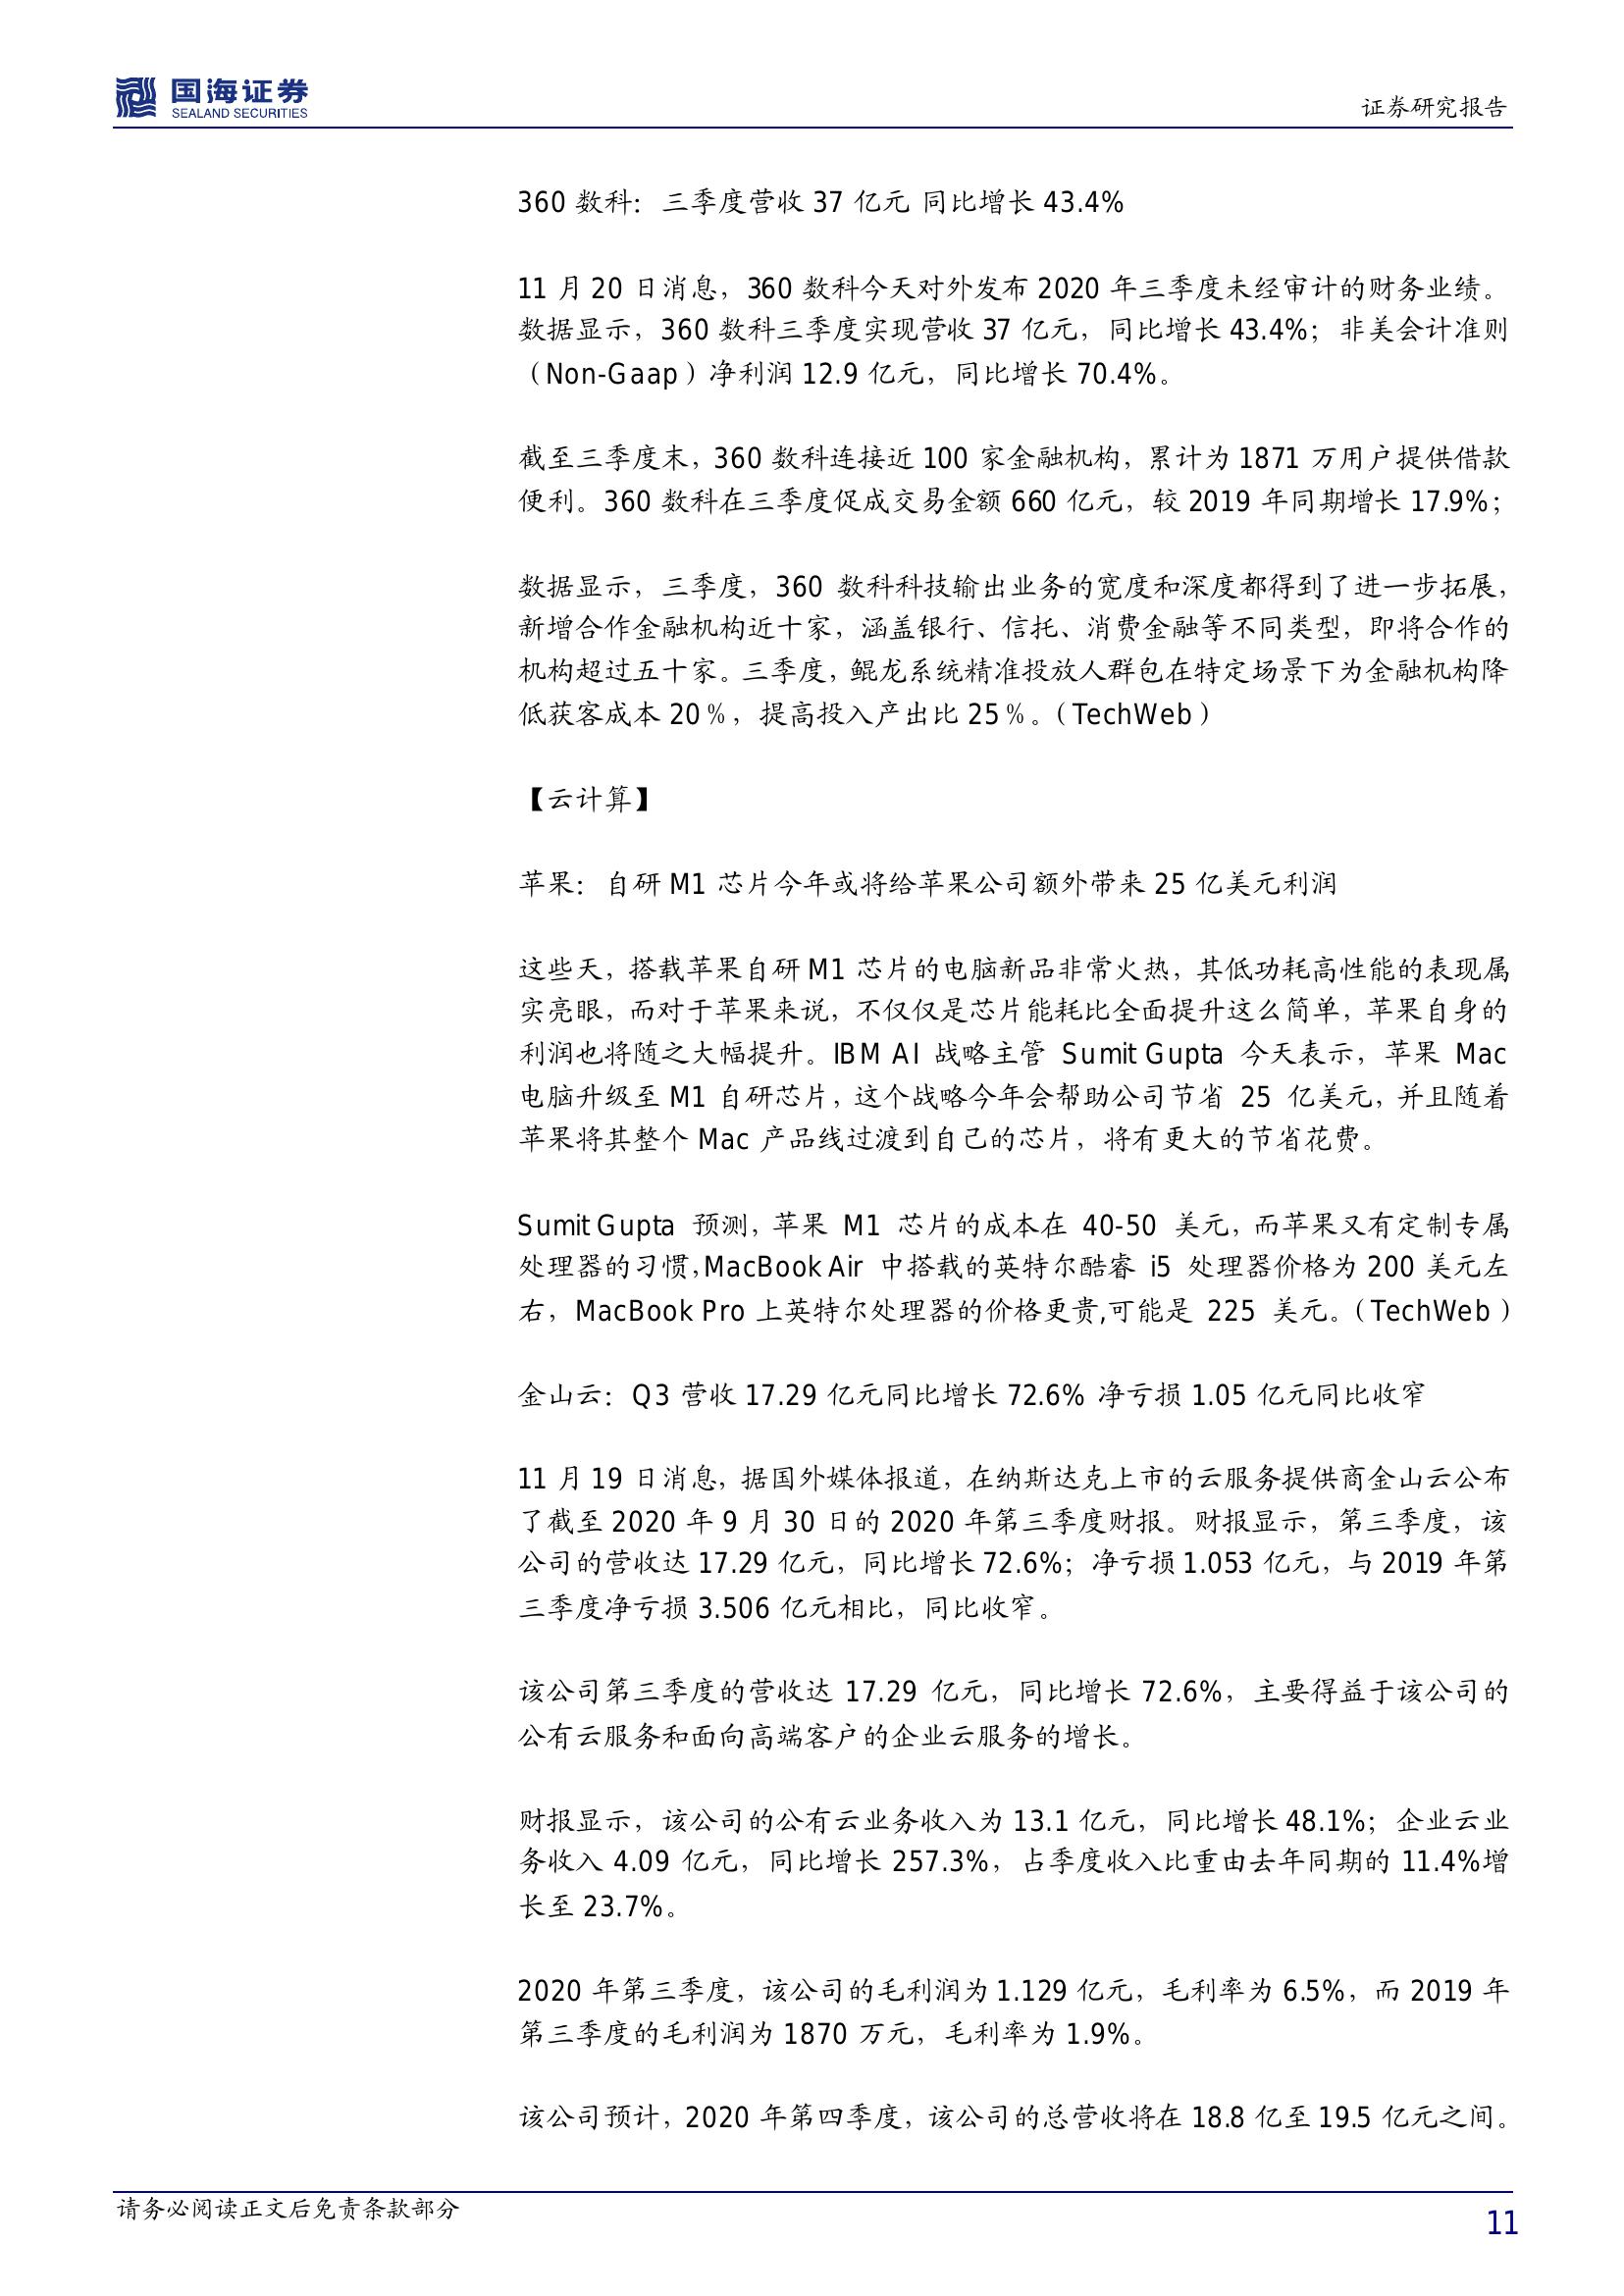 国海证券
SEALAND SECURITIES
证券研究报告
360 数科：三季度营收 37 亿元 同比增长 43.4%
11 月 20 日消息，360 数科今天对外发布 2020 年三季度未经审计的财务业绩。
数据显示，360 数科三季度实现营收 37 亿元，同比增长 43.4%；非美会计准则
（Non-Gaap）净利润 12.9 亿元，同比增长 70.4%。
截至三季度末，360 数科连接近 100 家金融机构，累计为 1871 万用户提供借款
便利。360 数科在三季度促成交易金额 660 亿元，较 2019 年同期增长 17.9%；
数据显示，三季度，360 数科科技输出业务的宽度和深度都得到了进一步拓展，
新增合作金融机构近十家，涵盖银行、信托、消费金融等不同类型，即将合作的
机构超过五十家。三季度，鲲龙系统精准投放人群包在特定场景下为金融机构降
低获客成本 20％，提高投入产出比 25％。（TechWeb）
【云计算】
苹果：自研 M1 芯片今年或将给苹果公司额外带来 25 亿美元利润
这些天，搭载苹果自研 M1 芯片的电脑新品非常火热，其低功耗高性能的表现属
实亮眼，而对于苹果来说，不仅仅是芯片能耗比全面提升这么简单，苹果自身的
利润也将随之大幅提升。IBM AI 战略主管 Sumit Gupta 今天表示，苹果 Mac
电脑升级至 M1 自研芯片，这个战略今年会帮助公司节省 25 亿美元，并且随着
苹果将其整个 Mac 产品线过渡到自己的芯片，将有更大的节省花费。
Sumit Gupta 预测，苹果 M1 芯片的成本在 40-50 美元，而苹果又有定制专属
处理器的习惯，MacBook Air 中搭载的英特尔酷睿 i5 处理器价格为 200 美元左
右，MacBook Pro 上英特尔处理器的价格更贵,可能是 225 美元。（TechWeb）
金山云：Q3 营收 17.29 亿元同比增长 72.6% 净亏损 1.05 亿元同比收窄
11 月 19 日消息，据国外媒体报道，在纳斯达克上市的云服务提供商金山云公布
了截至 2020 年 9 月 30 日的 2020 年第三季度财报。财报显示，第三季度，该
公司的营收达 17.29 亿元，同比增长 72.6%；净亏损 1.053 亿元，与 2019 年第
三季度净亏损 3.506 亿元相比，同比收窄。
该公司第三季度的营收达 17.29 亿元，同比增长 72.6%，主要得益于该公司的
公有云服务和面向高端客户的企业云服务的增长。
财报显示，该公司的公有云业务收入为 13.1 亿元，同比增长 48.1%；企业云业
务收入 4.09 亿元，同比增长 257.3%，占季度收入比重由去年同期的 11.4%增
长至 23.7%。
2020 年第三季度，该公司的毛利润为 1.129 亿元，毛利率为 6.5%，而 2019 年
第三季度的毛利润为 1870 万元，毛利率为 1.9%。
该公司预计，2020 年第四季度，该公司的总营收将在 18.8 亿至 19.5 亿元之间。
请务必阅读正文后免责条款部分
11